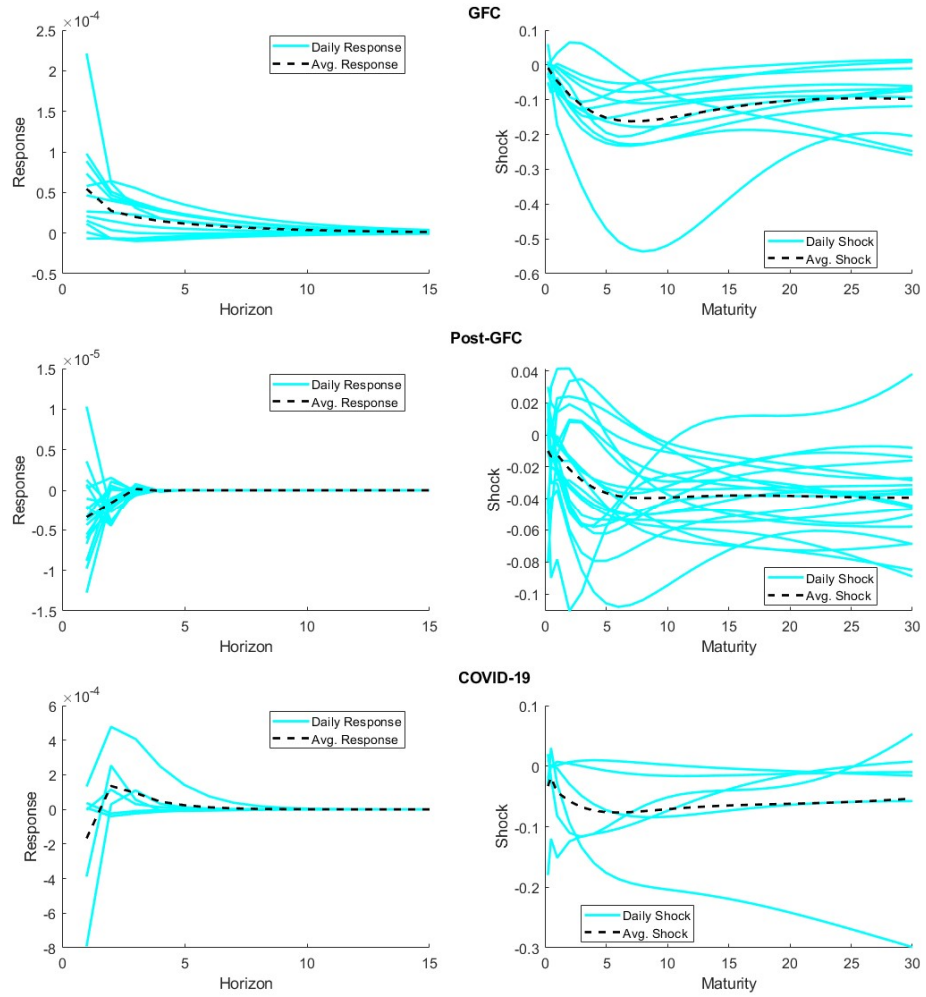 GFC
×10-4
2.5
2
1.5
1
0.5
0
-0.5
0
5
10
15
Response
Horizon
Daily Response
Avg. Response
0.1
0
-0.1
-0.2
-0.3
-0.4
-0.5
-0.6
0
5
10
15
20
25
30
Shock
Maturity
Daily Shock
Avg. Shock
Post-GFC
×10-5
1.5
1
0.5
0
-0.5
-1
-1.5
0
5
10
15
Response
Horizon
Daily Response
Avg. Response
0.04
0.02
0
-0.02
-0.04
-0.06
-0.08
-0.1
0
5
10
15
20
25
30
Shock
Maturity
Daily Shock
Avg. Shock
COVID-19
×10-4
6
4
2
0
-2
-4
-6
-8
0
5
10
15
Response
Horizon
Daily Response
Avg. Response
0.1
0
-0.1
-0.2
-0.3
0
5
10
15
20
25
30
Shock
Maturity
Daily Shock
Avg. Shock